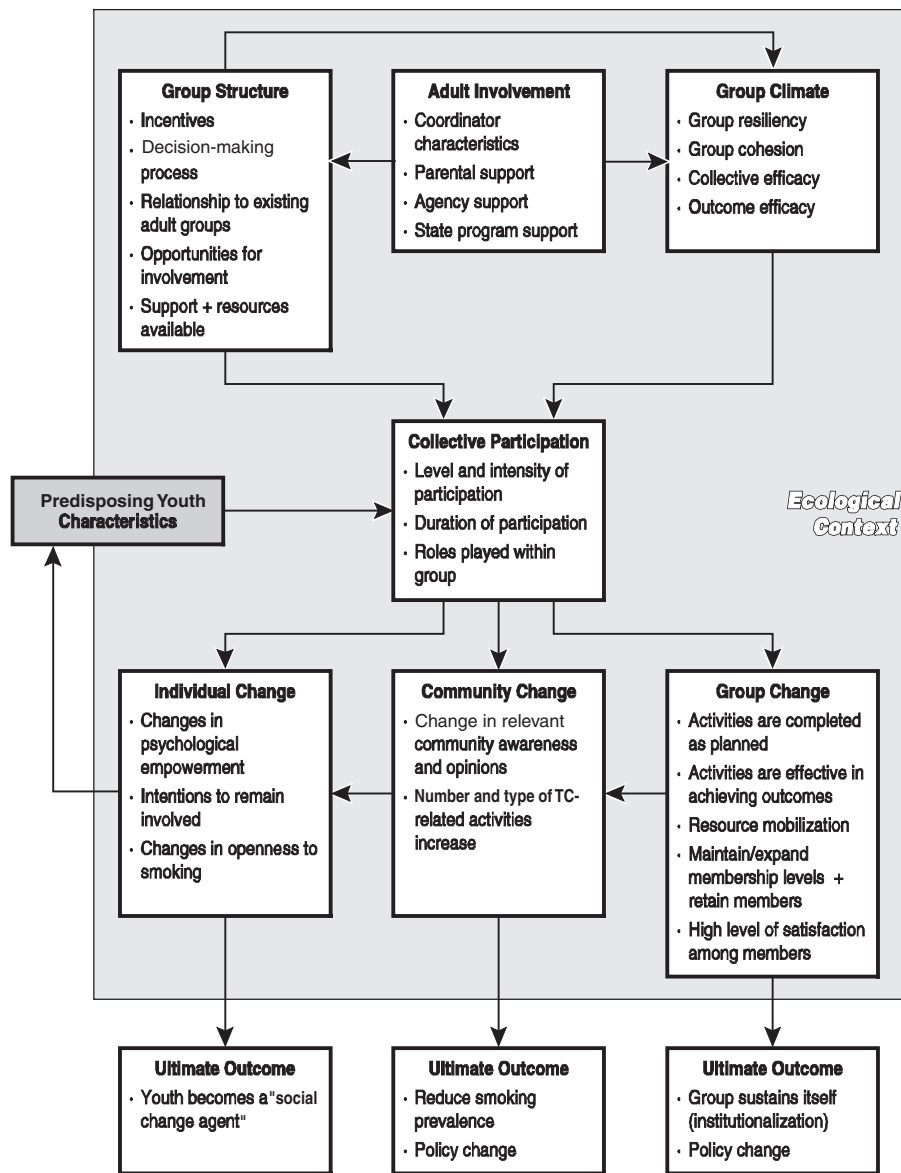 Group Structure
· Incentives
· Decision-making
process
· Relationship to existing
adult groups
· Opportunities for
involvement
· Support + resources
available
Adult Involvement
· Coordinator
characteristics
· Parental support
· Agency support
· State program support
Group Climate
· Group resiliency
· Group cohesion
· Collective efficacy
· Outcome efficacy
Collective Participation
· Level and intensity of
participation
· Duration of participation
· Roles played within
group
Predisposing Youth
Characteristics
Ecological
Context
Individual Change
· Changes in
psychological
empowerment
· Intentions to remain
involved
· Changes in openness to
smoking
Community Change
· Change in relevant
community awareness
and opinions
· Number and type of TC-
related activities
increase
Group Change
· Activities are completed
as planned
· Activities are effective in
achieving outcomes
· Resource mobilization
· Maintain/expand
membership levels +
retain members
· High level of satisfaction
among members
Ultimate Outcome
· Youth becomes a "social
change agent"
Ultimate Outcome
· Reduce smoking
prevalence
· Policy change
Ultimate Outcome
· Group sustains itself
(institutionalization)
· Policy change